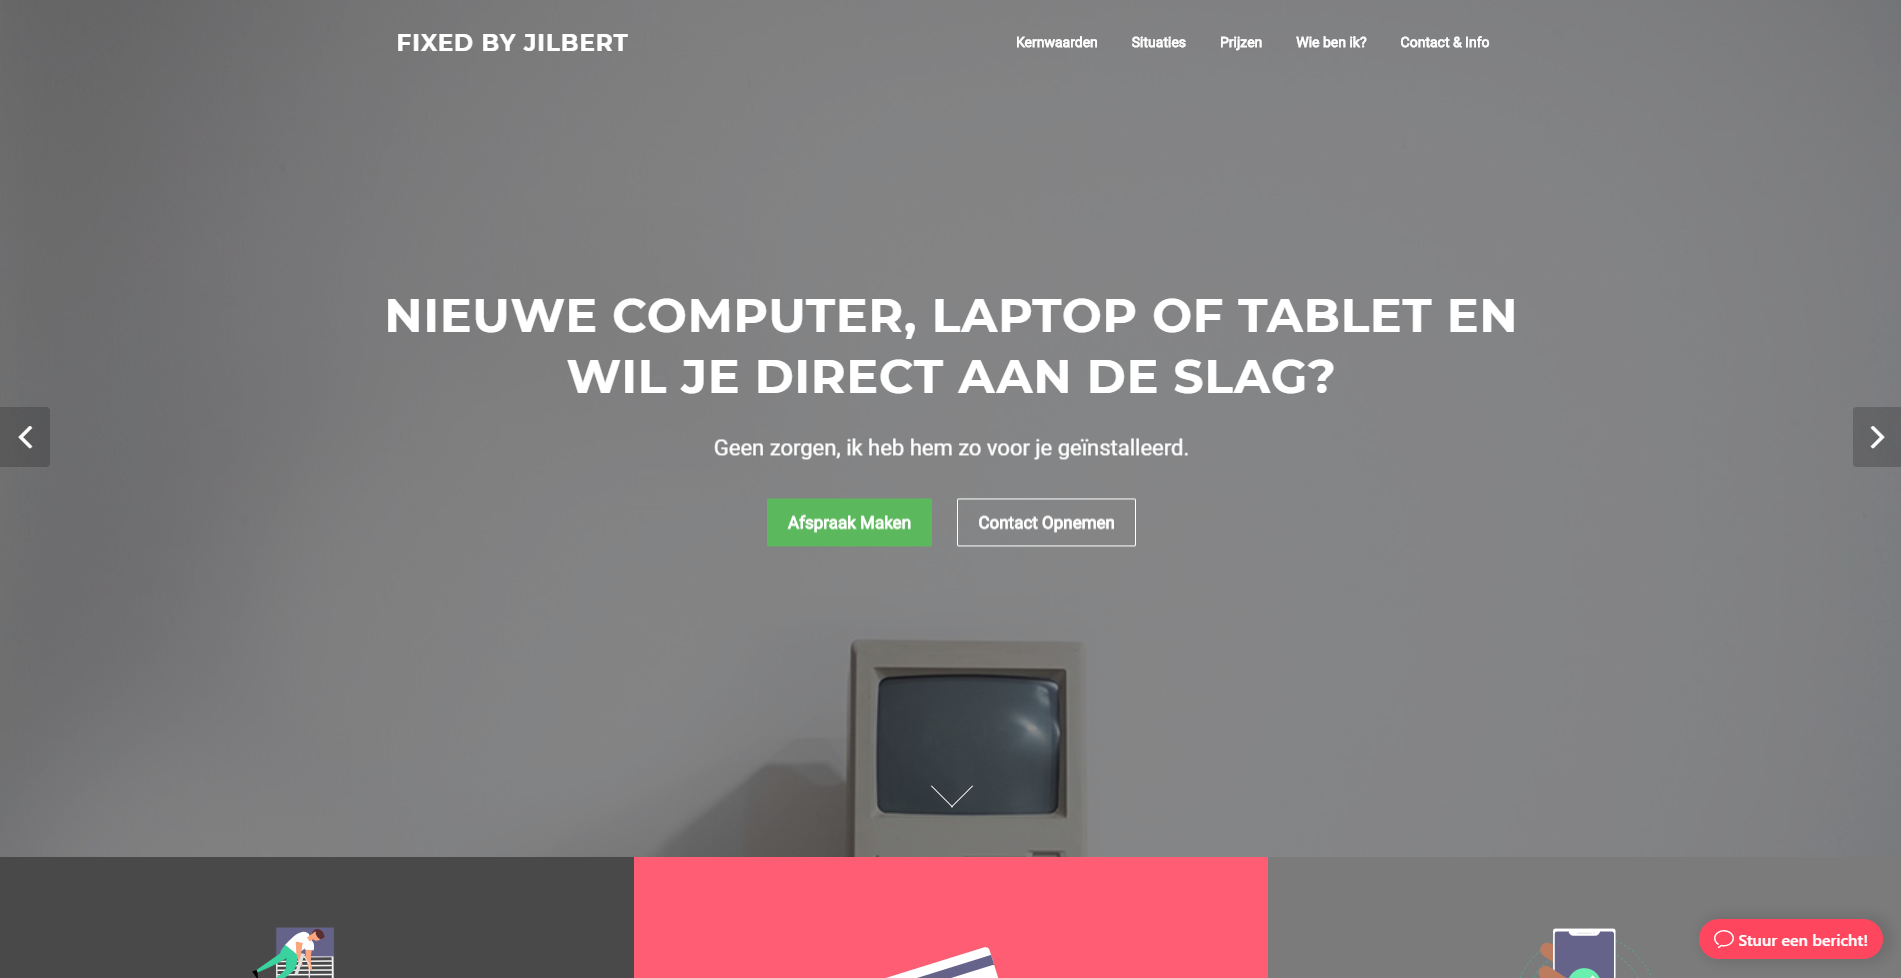 FIXED BY JILBERT
Kernwaarden Situaties Prijzen Wie ben ik? Contact & Info
NIEUWE COMPUTER, LAPTOP OF TABLET EN
WIL JE DIRECT AAN DE SLAG?
Geen zorgen, ik heb hem zo voor je geïnstalleerd.
Afspraak Maken Contact Opnemen
Stuur een bericht!